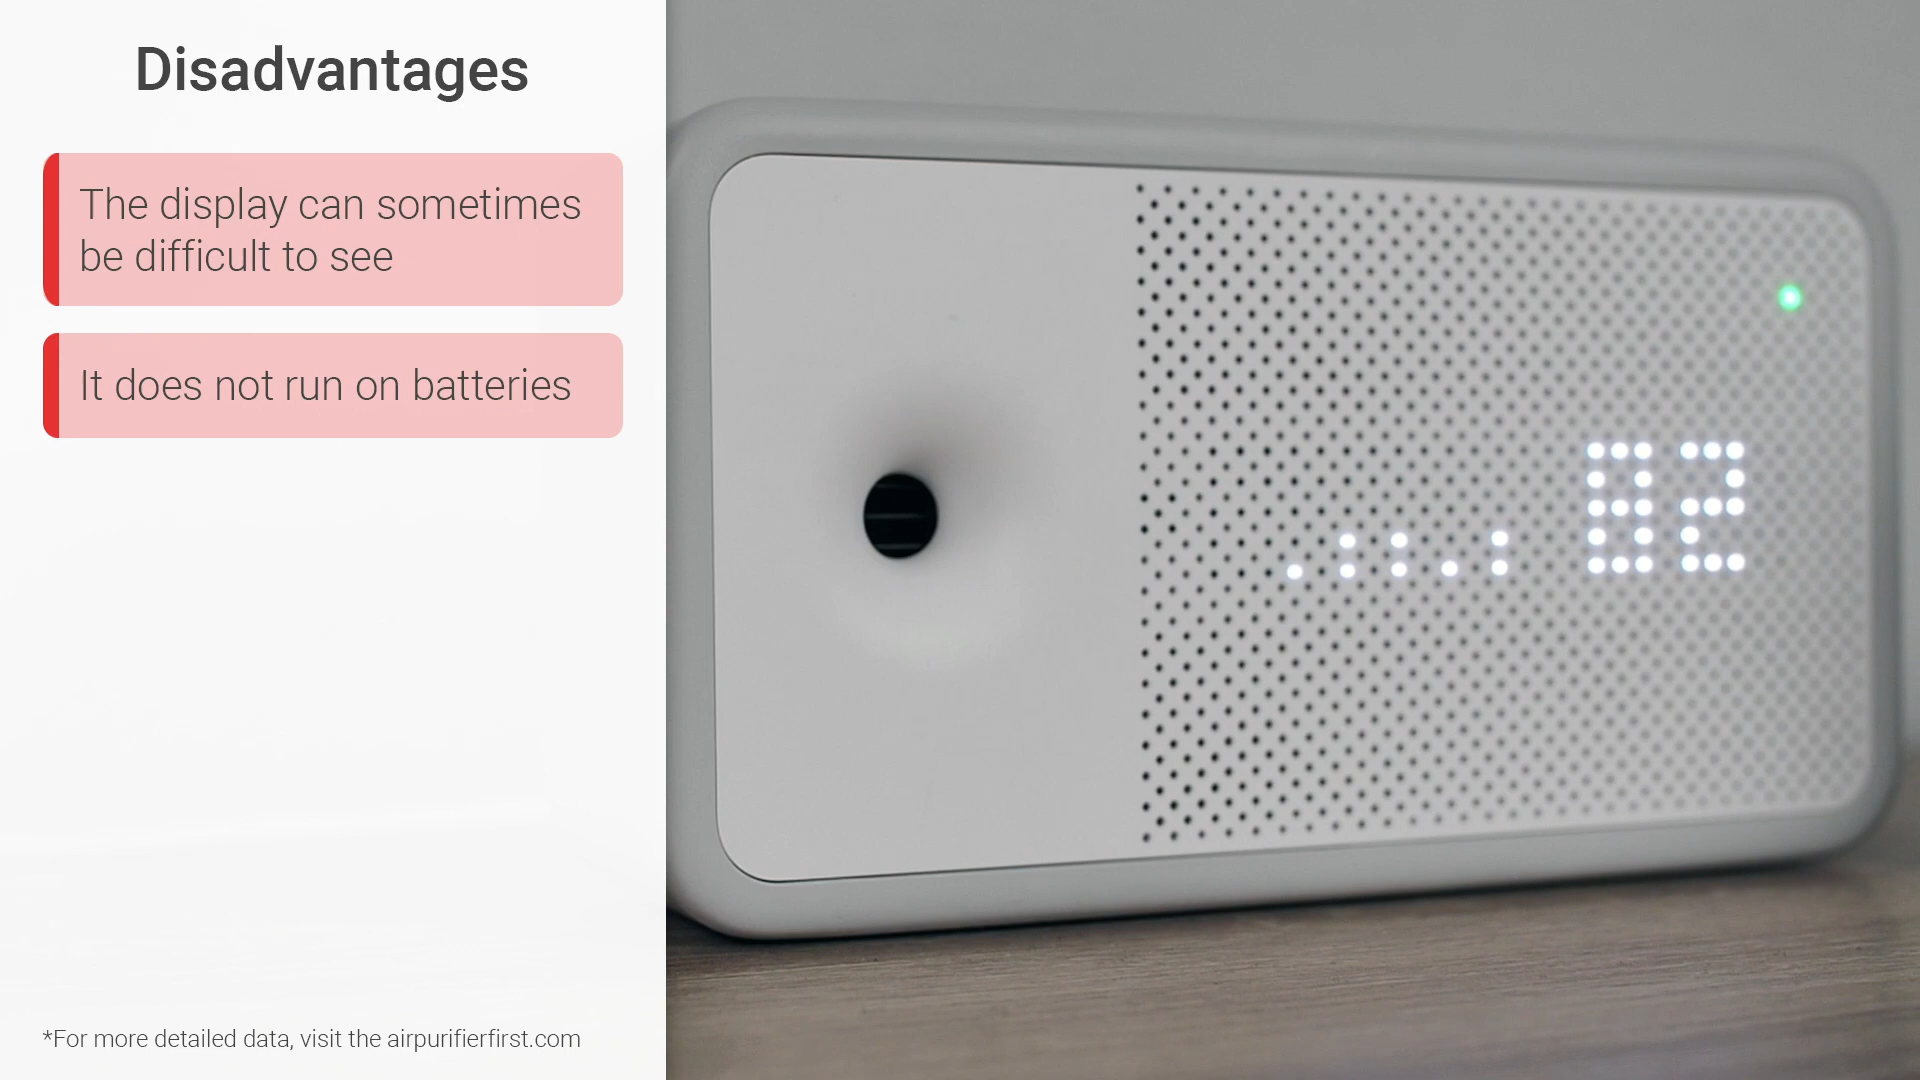 Disadvantages
The display can sometimes
be difficult to see
It does not run on batteries
82
*For more detailed data, visit the airpurifierfirst.com